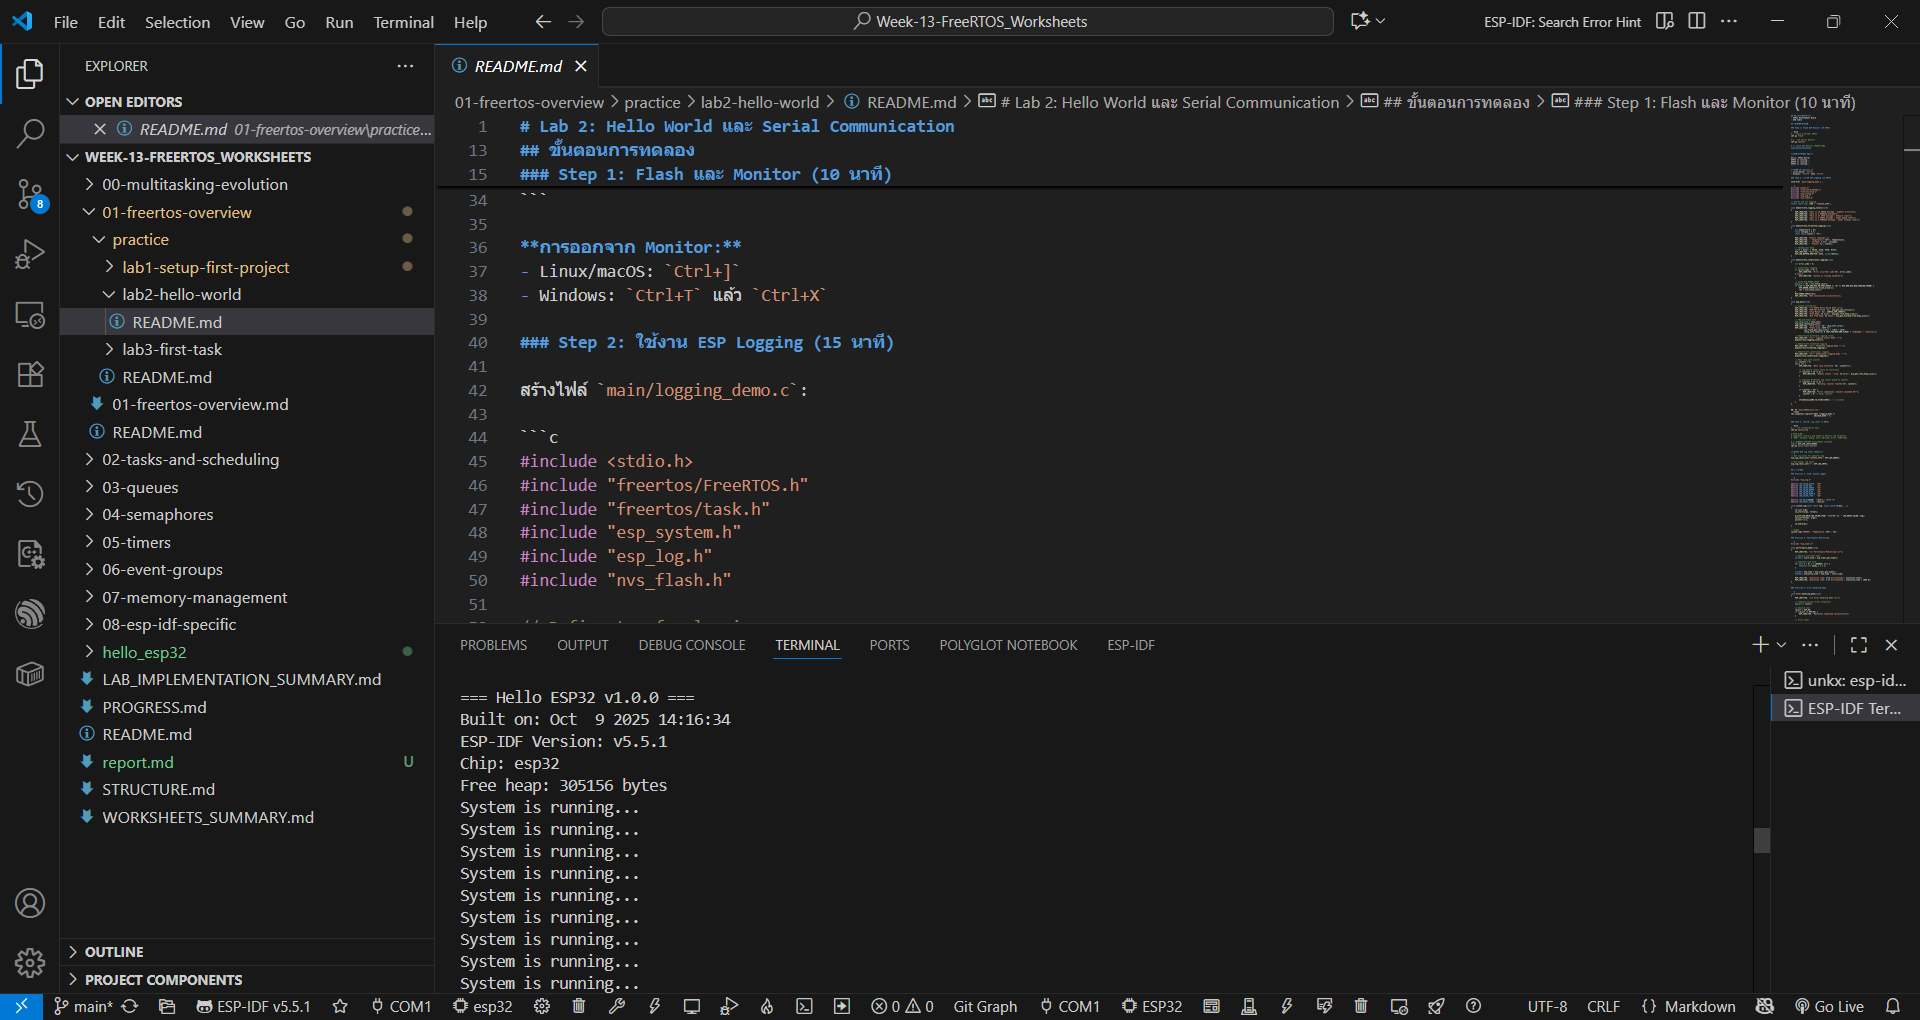 File Edit Selection View Go Run Terminal Help
Week-13-FreeRTOS_Worksheets
ESP-IDF: Search Error Hint
EXPLORER
OPEN EDITORS
README.md 01-freertos-overview\practice...
WEEK-13-FREERTOS_WORKSHEETS
00-multitasking-evolution
01-freertos-overview
practice
lab1-setup-first-project
lab2-hello-world
README.md
lab3-first-task
README.md
01-freertos-overview.md
README.md
02-tasks-and-scheduling
03-queues
04-semaphores
05-timers
06-event-groups
07-memory-management
08-esp-idf-specific
hello_esp32
LAB_IMPLEMENTATION_SUMMARY.md
PROGRESS.md
README.md
report.md U
STRUCTURE.md
WORKSHEETS_SUMMARY.md
OUTLINE
PROJECT COMPONENTS
8
README.md
01-freertos-overview > practice > lab2-hello-world > README.md > # Lab 2: Hello World และ Serial Communication > ## ขั้นตอนการทดลอง > ### Step 1: Flash และ Monitor (10 นาที)
1 # Lab 2: Hello World และ Serial Communication
13 ## ขั้นตอนการทดลอง
15 ### Step 1: Flash และ Monitor (10 นาที)
34 ```
35
36 **การออกจาก Monitor:**
37 - Linux/macOS: `Ctrl+]`
38 - Windows: `Ctrl+T` แล้ว `Ctrl+X`
39
40 ### Step 2: ใช้งาน ESP Logging (15 นาที)
41
42 สร้างไฟล์ `main/logging_demo.c`:
43
44 ```c
45 #include <stdio.h>
46 #include "freertos/FreeRTOS.h"
47 #include "freertos/task.h"
48 #include "esp_system.h"
49 #include "esp_log.h"
50 #include "nvs_flash.h"
51
PROBLEMS OUTPUT DEBUG CONSOLE TERMINAL PORTS POLYGLOT NOTEBOOK ESP-IDF
=== Hello ESP32 v1.0.0 ===
Built on: Oct  9 2025 14:16:34
ESP-IDF Version: v5.5.1
Chip: esp32
Free heap: 305156 bytes
System is running...
System is running...
System is running...
System is running...
System is running...
System is running...
System is running...
System is running...
System is running...
unkx: esp-id...
ESP-IDF Ter...
main* ESP-IDF v5.5.1 COM1 esp32 0 0 Git Graph COM1 ESP32 UTF-8 CRLF {} Markdown Go Live